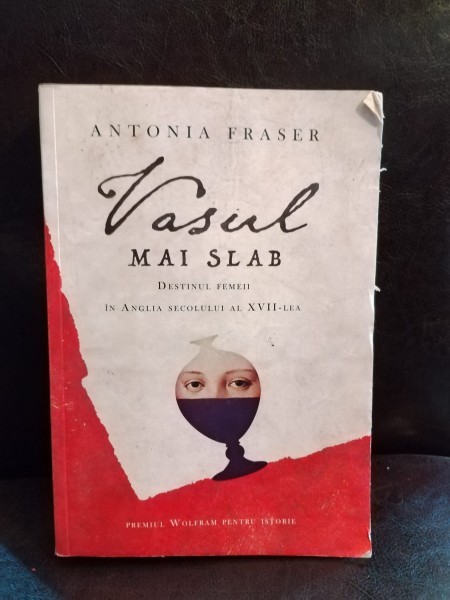 ANTONIA FRASER
Vasul
MAI SLAB
DESTINUL FEMEII
ÎN ANGLIA SECOLULUI AL XVII-LEA
PREMIUL WOLFRAM PENTRU ISTORIE